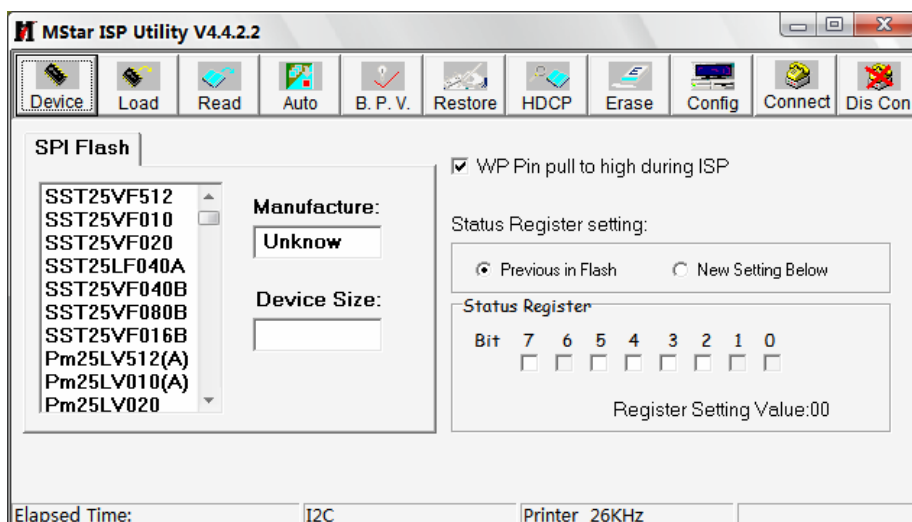 MStar ISP Utility V4.4.2.2
Device Load Read Auto B. P. V. Restore HDCP Erase Config Connect Dis Con
SPI Flash
SST25VF512
SST25VF010
SST25VF020
SST25LF040A
SST25VF040B
SST25VF080B
SST25VF016B
Pm25LV512(A)
Pm25LV010(A)
Pm25LV020
Manufacture:
Unknow
Device Size:
WP Pin pull to high during ISP
Status Register setting:
Previous in Flash New Setting Below
Status Register
Bit 7 6 5 4 3 2 1 0
Register Setting Value:00
Elapsed Time: I2C Printer 26KHz